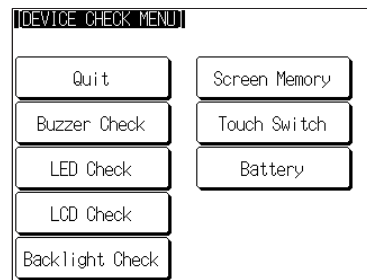 [DEVICE CHECK MENU]
Quit
Buzzer Check
LED Check
LCD Check
Backlight Check
Screen Memory
Touch Switch
Battery